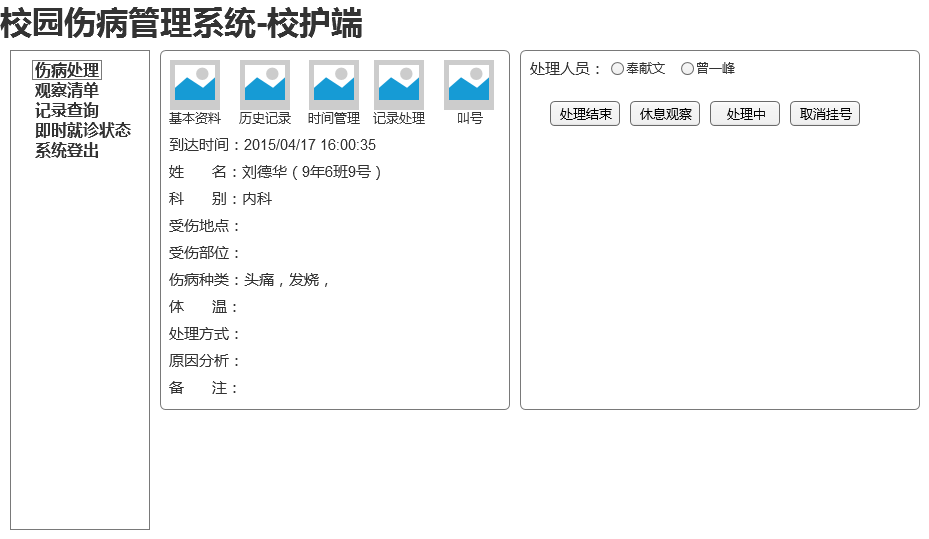 校园伤病管理系统-校护端
伤病处理
观察清单
记录查询
即时就诊状态
系统登出
基本资料 历史记录 时间管理 记录处理 叫号
到达时间：2015/04/17 16:00:35
姓 名：刘德华（9年6班9号）
科 别：内科
受伤地点：
受伤部位：
伤病种类：头痛，发烧，
体 温：
处理方式：
原因分析：
备 注：
处理人员： 奉献文 曾一峰
处理结束 休息观察 处理中 取消挂号